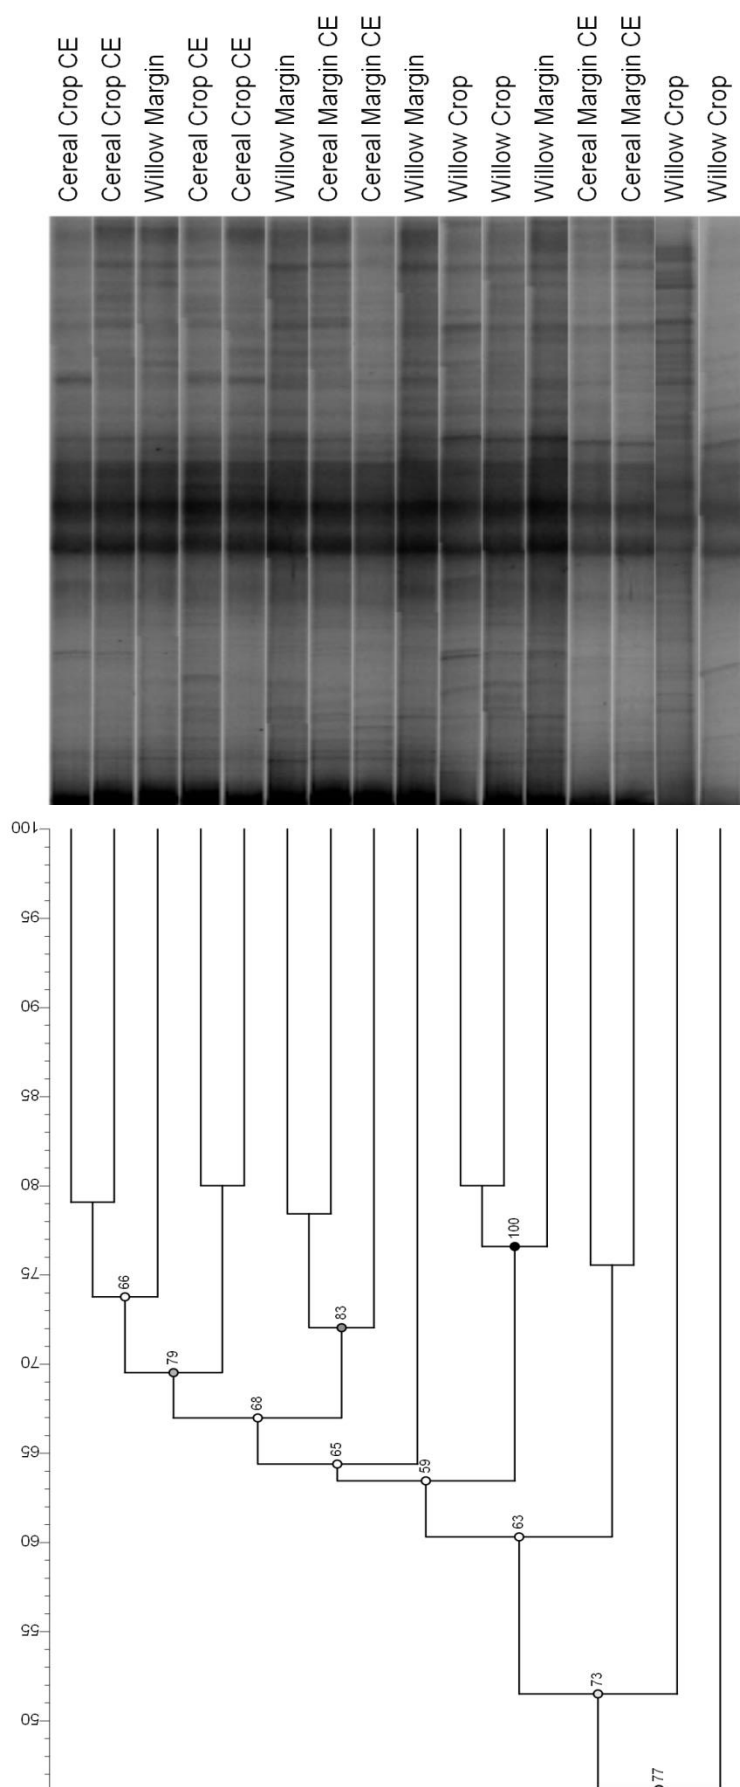 Cereal Crop CE
Cereal Crop CE
Willow Margin
Cereal Crop CE
Cereal Crop CE
Willow Margin
Cereal Margin CE
Cereal Margin CE
Willow Margin
Willow Crop
Willow Crop
Willow Margin
Cereal Margin CE
Cereal Margin CE
Willow Crop
Willow Crop
100
95
90
85
80
100
75
66
83
79
70
68
65
65
59
63
60
55
73
50
77